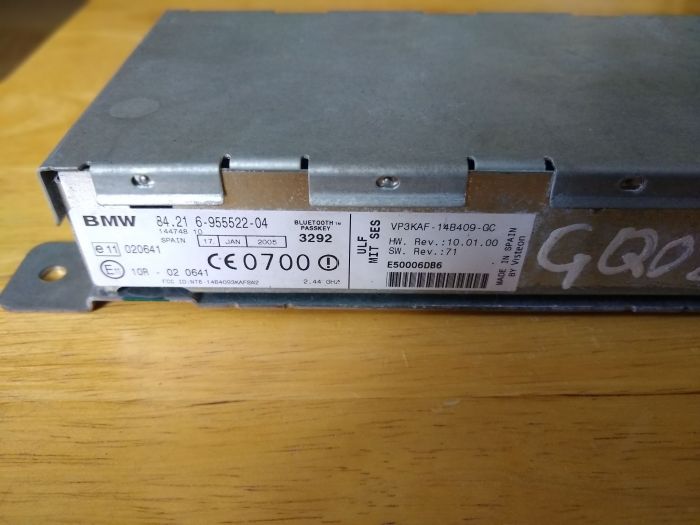 BMW 84.21 6-955522-04
144748 10
SPAIN 17. JAN 2005
BLUETOOTH™
PASSKEY
3292
e11 020641
CE0700
E11 10R - 02 0641
2.44 GHz
ULF
MIT SES
VP3KAF-14B409-GC
HW. Rev.:10.01.00
SW. Rev.:71
E50006DB6
MADE IN SPAIN
BY Visteon